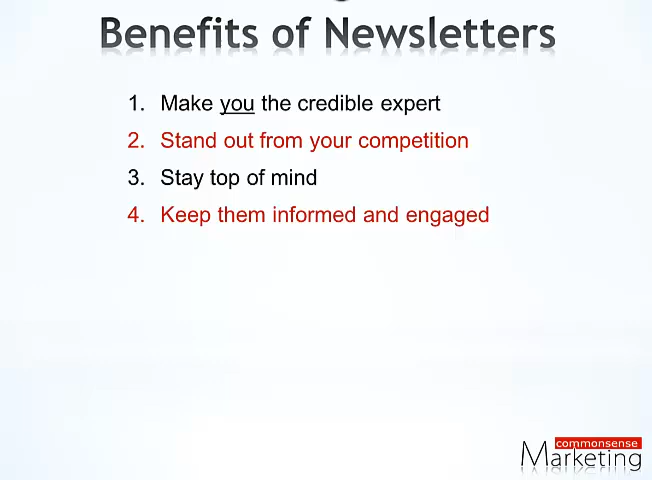 Benefits of Newsletters
1. Make you the credible expert
2. Stand out from your competition
3. Stay top of mind
4. Keep them informed and engaged
commonsense
Marketing